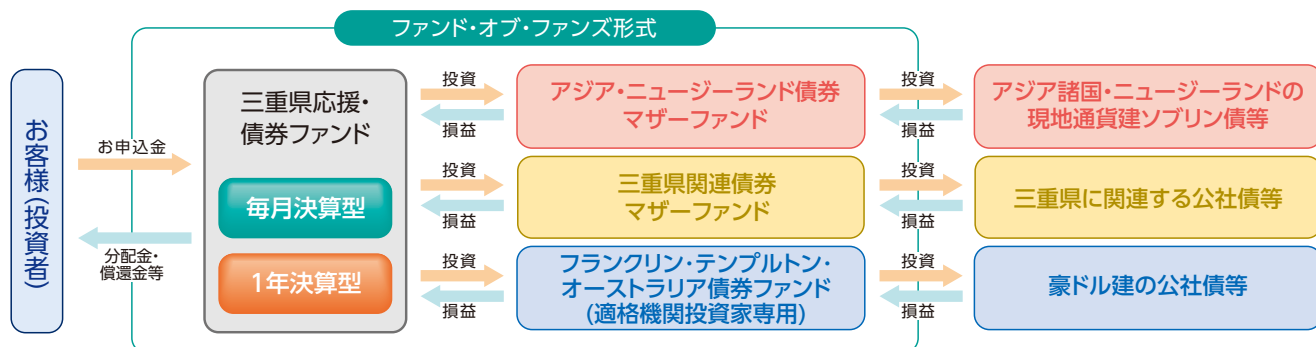 ファンド・オブ・ファンズ形式
お客様(投資者)
お申込金
分配金・
償還金等
三重県応援・
債券ファンド
毎月決算型
1年決算型
投資
損益
アジア・ニュージーランド債券
マザーファンド
投資
損益
アジア諸国・ニュージーランドの
現地通貨建ソブリン債等
投資
損益
三重県関連債券
マザーファンド
投資
損益
三重県に関連する公社債等
投資
損益
フランクリン・テンプルトン・
オーストラリア債券ファンド
(適格機関投資家専用)
投資
損益
豪ドル建の公社債等